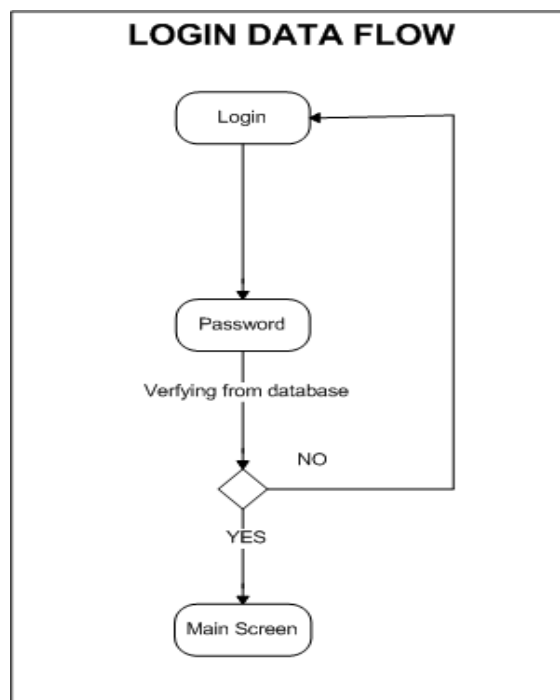 LOGIN DATA FLOW
Login
Password
Verfying from database
NO
YES
Main Screen